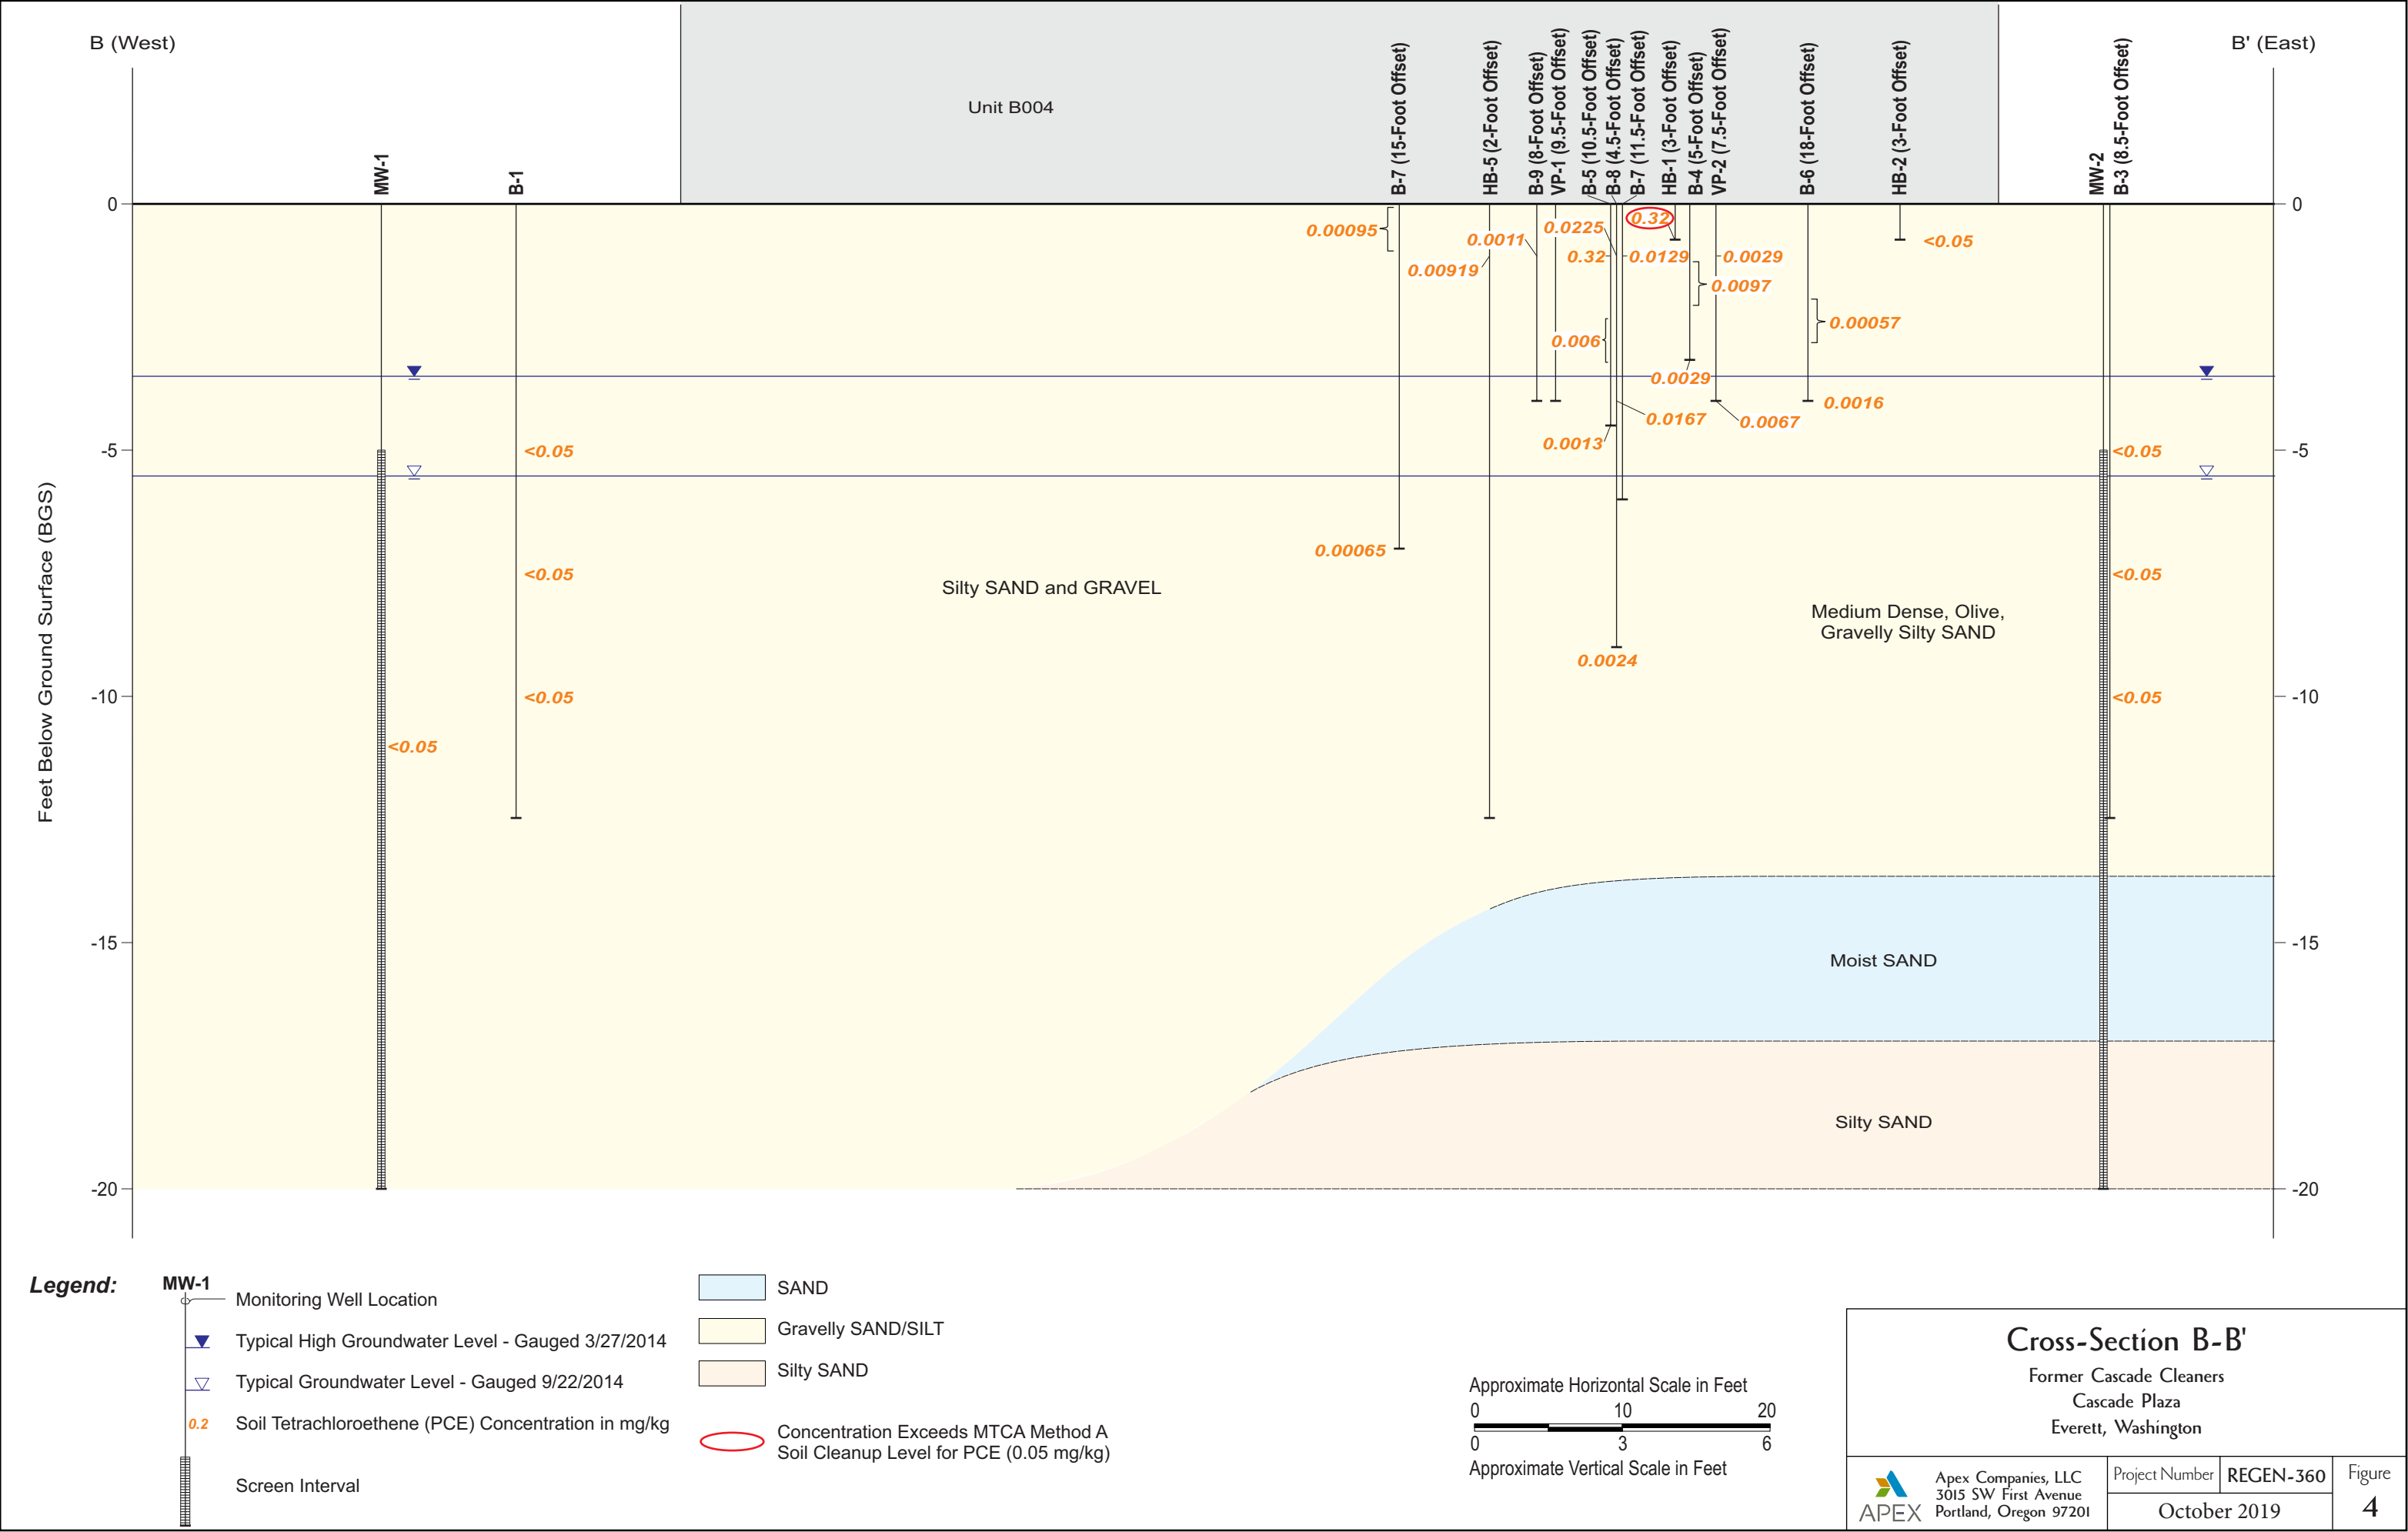 B (West)
B' (East)
Unit B004
MW-1
B-1
B-7 (15-Foot Offset)
HB-5 (2-Foot Offset)
B-9 (8-Foot Offset)
VP-1 (9.5-Foot Offset)
B-5 (10.5-Foot Offset)
B-8 (4.5-Foot Offset)
B-7 (11.5-Foot Offset)
HB-1 (3-Foot Offset)
B-4 (5-Foot Offset)
VP-2 (7.5-Foot Offset)
B-6 (18-Foot Offset)
HB-2 (3-Foot Offset)
MW-2
B-3 (8.5-Foot Offset)
0
0
0.32
0.00095
0.0011
0.0225
<0.05
0.00919
0.32
0.0129
0.0029
0.0097
0.00057
0.006
0.0029
0.0016
0.0167
0.0067
0.0013
-5
<0.05
<0.05
-5
Feet Below Ground Surface (BGS)
0.00065
<0.05
<0.05
Silty SAND and GRAVEL
Medium Dense, Olive,
Gravelly Silty SAND
0.0024
-10
<0.05
<0.05
-10
<0.05
-15
-15
Moist SAND
Silty SAND
-20
-20
Legend:
MW-1
Monitoring Well Location
Typical High Groundwater Level - Gauged 3/27/2014
Typical Groundwater Level - Gauged 9/22/2014
0.2
Soil Tetrachloroethene (PCE) Concentration in mg/kg
Screen Interval
SAND
Gravelly SAND/SILT
Silty SAND
Concentration Exceeds MTCA Method A
Soil Cleanup Level for PCE (0.05 mg/kg)
Approximate Horizontal Scale in Feet
0 10 20
0 3 6
Approximate Vertical Scale in Feet
Cross-Section B-B'
Former Cascade Cleaners
Cascade Plaza
Everett, Washington
APEX
Apex Companies, LLC
3015 SW First Avenue
Portland, Oregon 97201
Project Number
REGEN-360
October 2019
Figure
4